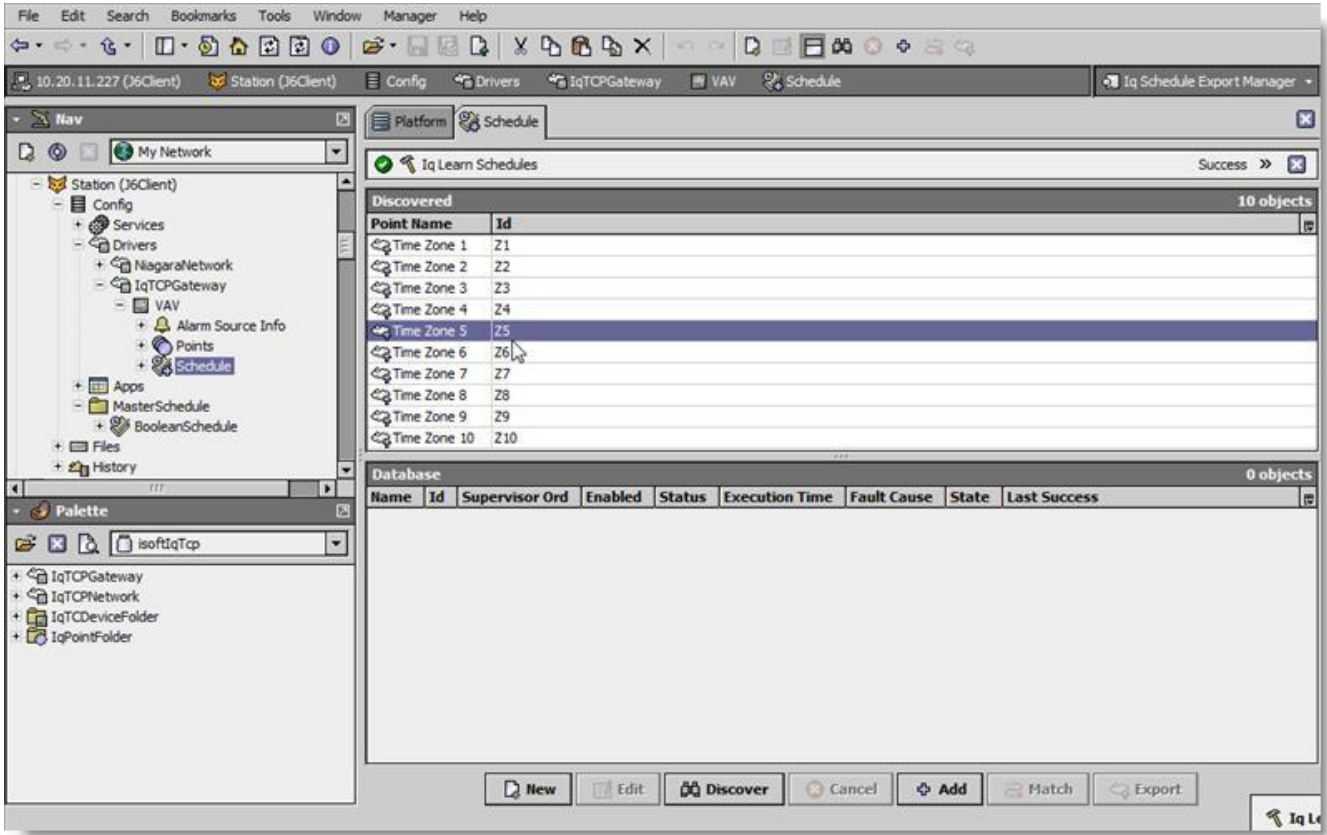 File Edit Search Bookmarks Tools Window Manager Help
10.20.11.227 (J6Client) Station (J6Client) Config Drivers IqTCPGateway VAV Schedule Iq Schedule Export Manager
Nav
My Network
Station (J6Client)
Config
Services
Drivers
NiagaraNetwork
IqTCPGateway
VAV
Alarm Source Info
Points
Schedule
Apps
MasterSchedule
BooleanSchedule
Files
History
Palette
isoftIqTcp
IqTCPGateway
IqTCPNetwork
IqTCDeviceFolder
IqPointFolder
Platform Schedule
Iq Learn Schedules Success »
Discovered 10 objects
Point Name Id
Time Zone 1 Z1
Time Zone 2 Z2
Time Zone 3 Z3
Time Zone 4 Z4
Time Zone 5 Z5
Time Zone 6 Z6
Time Zone 7 Z7
Time Zone 8 Z8
Time Zone 9 Z9
Time Zone 10 Z10
Database 0 objects
Name Id Supervisor Ord Enabled Status Execution Time Fault Cause State Last Success
New Edit Discover Cancel Add Match Export
Iq